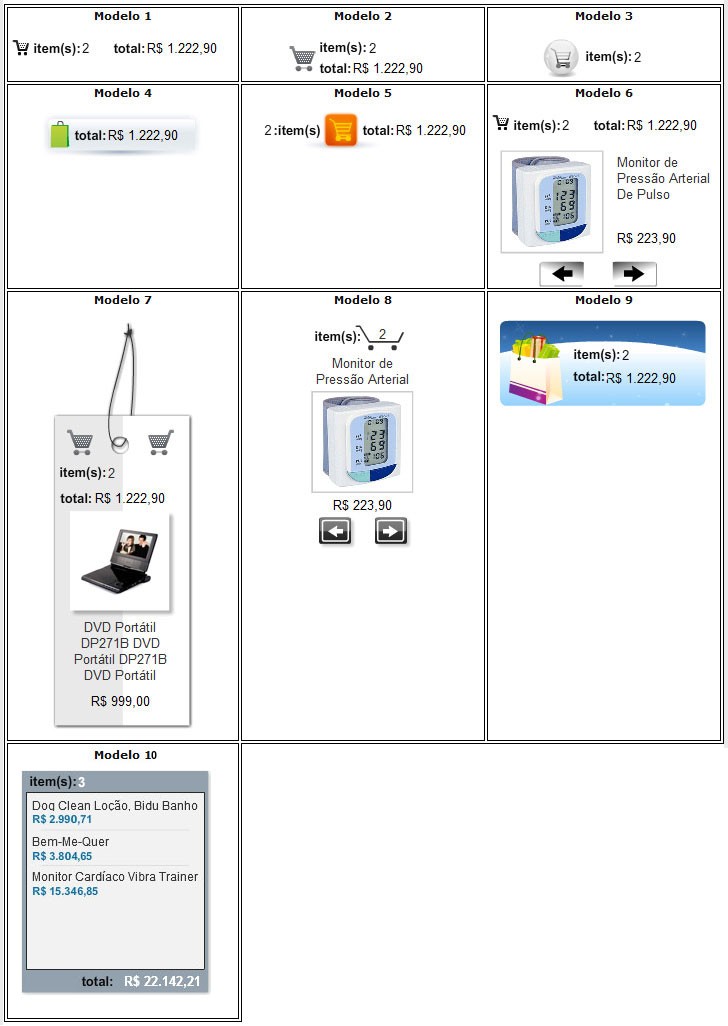 Modelo 1
item(s): 2 total: R$ 1.222,90
Modelo 2
item(s): 2
total: R$ 1.222,90
Modelo 3
item(s): 2
Modelo 4
total: R$ 1.222,90
Modelo 5
2 :item(s) total: R$ 1.222,90
Modelo 6
item(s): 2 total: R$ 1.222,90
Monitor de
Pressão Arterial
De Pulso
R$ 223,90
Modelo 7
item(s): 2
total: R$ 1.222,90
DVD Portátil
DP271B DVD
Portátil DP271B
DVD Portátil
R$ 999,00
Modelo 8
item(s): 2
Monitor de
Pressão Arterial
R$ 223,90
Modelo 9
item(s): 2
total: R$ 1.222,90
Modelo 10
item(s): 3
Dog Clean Loção, Bidu Banho
R$ 2.990,71
Bem-Me-Quer
R$ 3.804,65
Monitor Cardíaco Vibra Trainer
R$ 15.346,85
total: R$ 22.142,21